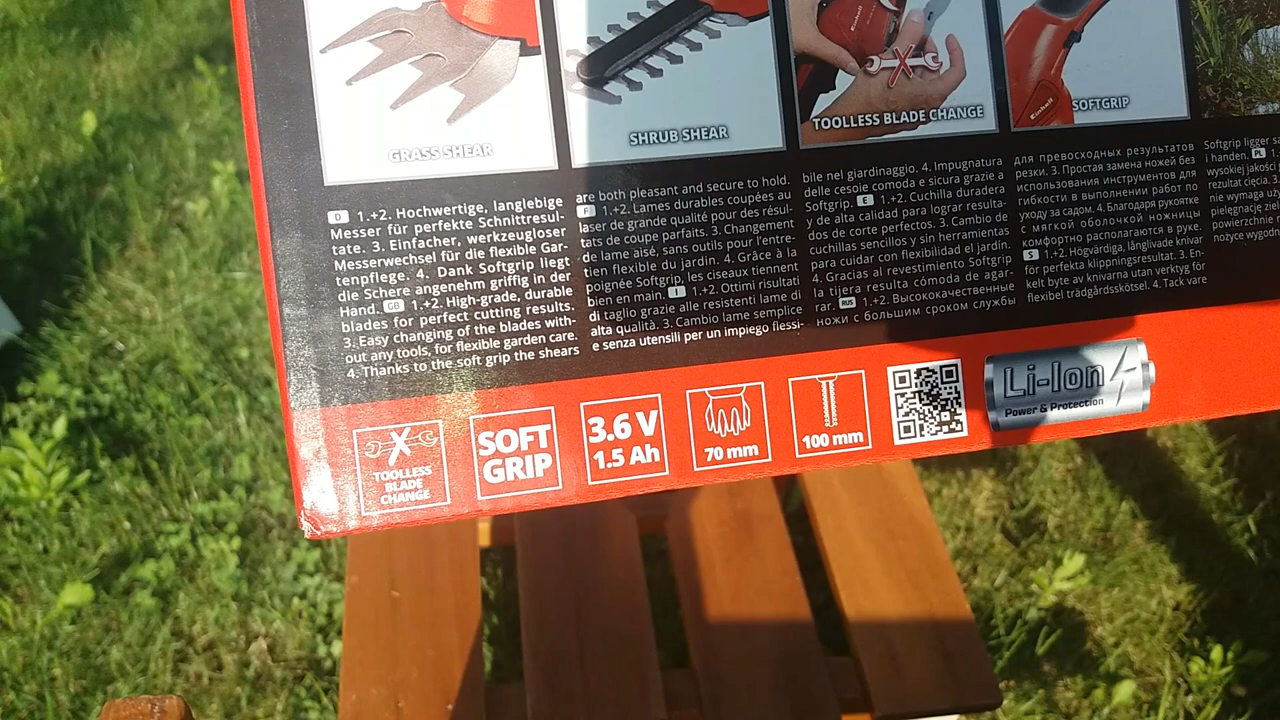 GRASS SHEAR
SHRUB SHEAR
Einhell
TOOLLESS BLADE CHANGE
Einhell
SOFTGRIP
D 1.+2. Hochwertige, langlebige
Messer für perfekte Schnittresul-
tate. 3. Einfacher, werkzeugloser
Messerwechsel für die flexible Gar-
tenpflege. 4. Dank Softgrip liegt
die Schere angenehm griffig in der
Hand. GB 1.+2. High-grade, durable
blades for perfect cutting results.
3. Easy changing of the blades with-
out any tools, for flexible garden care.
4. Thanks to the soft grip the shears
are both pleasant and secure to hold.
F 1.+2. Lames durables coupées au
laser de grande qualité pour des résul-
tats de coupe parfaits. 3. Changement
de lame aisé, sans outils pour l'entre-
tien flexible du jardin. 4. Grâce à la
poignée Softgrip, les ciseaux tiennent
bien en main. I 1.+2. Ottimi risultati
di taglio grazie alle resistenti lame di
alta qualità. 3. Cambio lame semplice
e senza utensili per un impiego flessi-
bile nel giardinaggio. 4. Impugnatura
delle cesoie comoda e sicura grazie a
Softgrip. E 1.+2. Cuchilla duradera
y de alta calidad para lograr resulta-
dos de corte perfectos. 3. Cambio de
cuchillas sencillos y sin herramientas
para cuidar con flexibilidad el jardín.
4. Gracias al revestimiento Softgrip
la tijera resulta cómoda de agar-
rar. RUS 1.+2. Высококачественные
ножи с большим сроком службы
для превосходных результатов
резки. 3. Простая замена ножей без
использования инструментов для
гибкости в выполнении работ по
уходу за садом. 4. Благодаря рукоятке
с мягкой оболочкой ножницы
комфортно располагаются в руке.
S 1.+2. Högvärdiga, långlivade knivar
för perfekta klippningsresultat. 3. En-
kelt byte av knivarna utan verktyg för
flexibel trädgårdsskötsel. 4. Tack vare
Softgrip ligger
i handen. PL
wysokiej jakości
rezultat cięcia.
nie wymaga
pielęgnację
powierzchnie
nożyce
TOOLLESS
BLADE
CHANGE
SOFT
GRIP
3.6 V
1.5 Ah
70 mm
100 mm
Li-Ion
Power & Protection